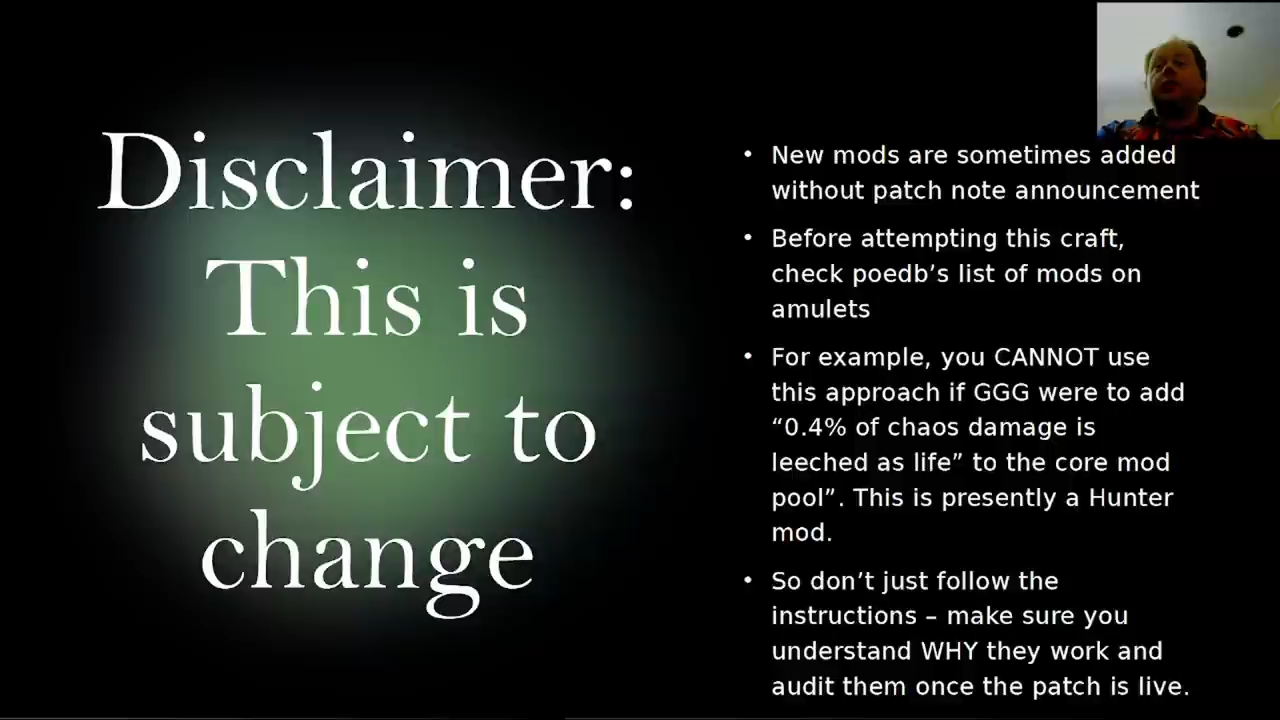 Disclaimer:
This is
subject to
change
• New mods are sometimes added
without patch note announcement
• Before attempting this craft,
check poedb’s list of mods on
amulets
• For example, you CANNOT use
this approach if GGG were to add
“0.4% of chaos damage is
leeched as life” to the core mod
pool”. This is presently a Hunter
mod.
• So don’t just follow the
instructions – make sure you
understand WHY they work and
audit them once the patch is live.